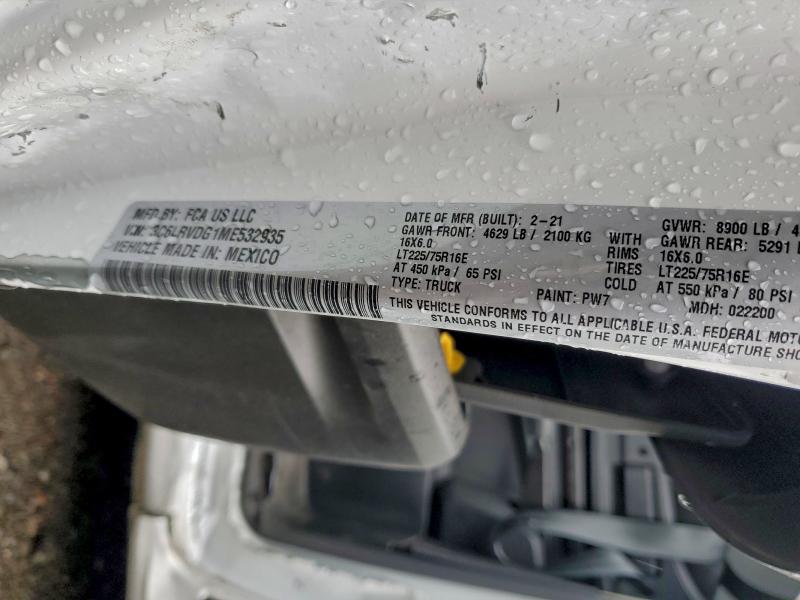 MFD BY: FCA US LLC
VIN: 3C6LRVDG1ME532935
VEHICLE MADE IN: MEXICO
DATE OF MFR (BUILT): 2-21
GAWR FRONT: 4629 LB / 2100 KG
16X6.0
LT225/75R16E
AT 450 kPa / 65 PSI
TYPE: TRUCK
WITH
RIMS
TIRES
COLD
GVWR: 8900 LB / 4
GAWR REAR: 5291 L
16X6.0
LT225/75R16E
AT 550 kPa / 80 PSI
PAINT: PW7
MDH: 022200
THIS VEHICLE CONFORMS TO ALL APPLICABLE U.S.A. FEDERAL MOTO
STANDARDS IN EFFECT ON THE DATE OF MANUFACTURE SHO